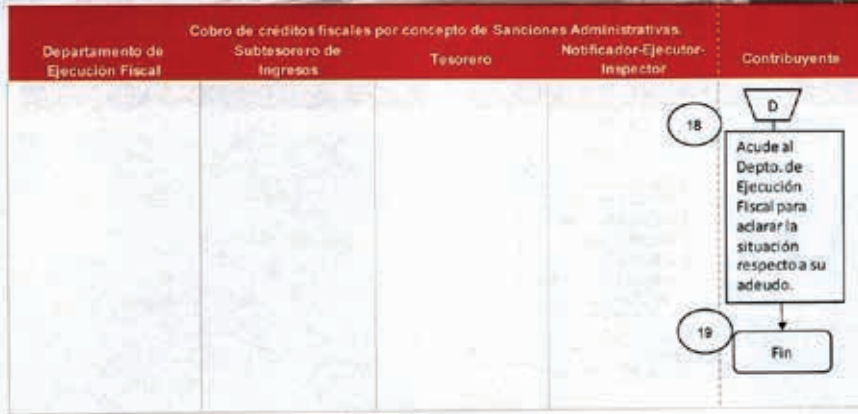 Cobro de créditos fiscales por concepto de Sanciones Administrativas.
Departamento de
Ejecución Fiscal
Subtesorero de
Ingresos
Tesorero
Notificador-Ejecutor-
Inspector
Contribuyente
D
18
Acude al
Depto. de
Ejecución
Fiscal para
aclarar la
situación
respecto a su
adeudo.
19
Fin